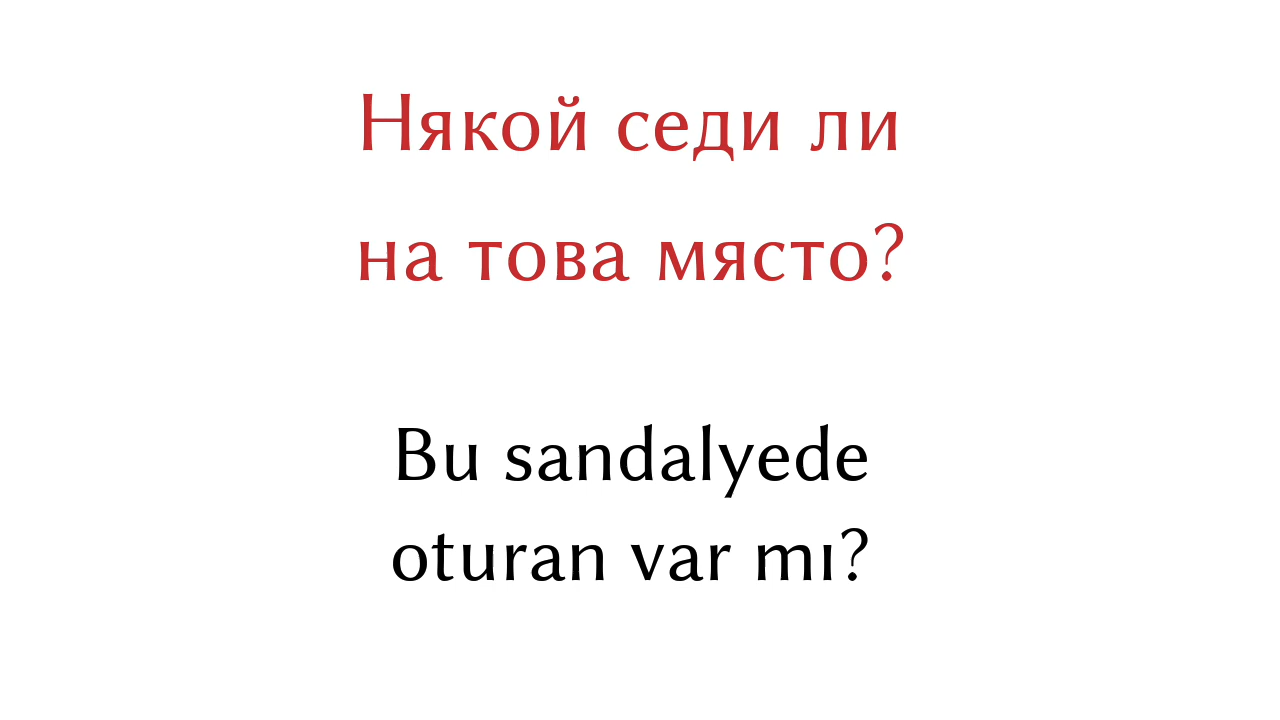 Някой седи ли
на това място?
Bu sandalyede
oturan var mı?